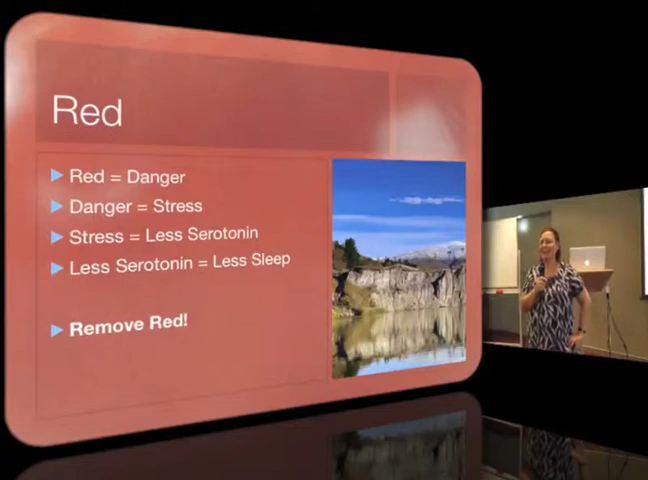 Red
Red = Danger
Danger = Stress
Stress = Less Serotonin
Less Serotonin = Less Sleep
Remove Red!